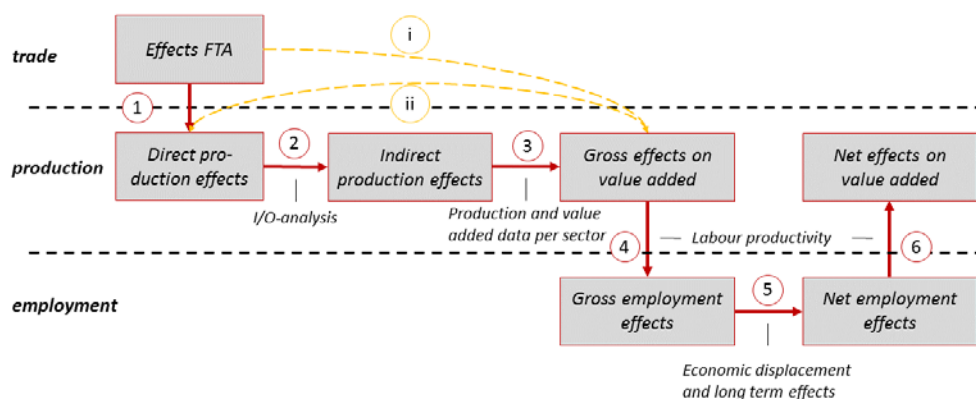 trade
Effects FTA
i
1
ii
production
Direct pro-
duction effects
2
I/O-analysis
Indirect
production effects
3
Production and value
added data per sector
Gross effects on
value added
Net effects on
value added
4
Labour productivity
6
employment
Gross employment
effects
5
Economic displacement
and long term effects
Net employment
effects